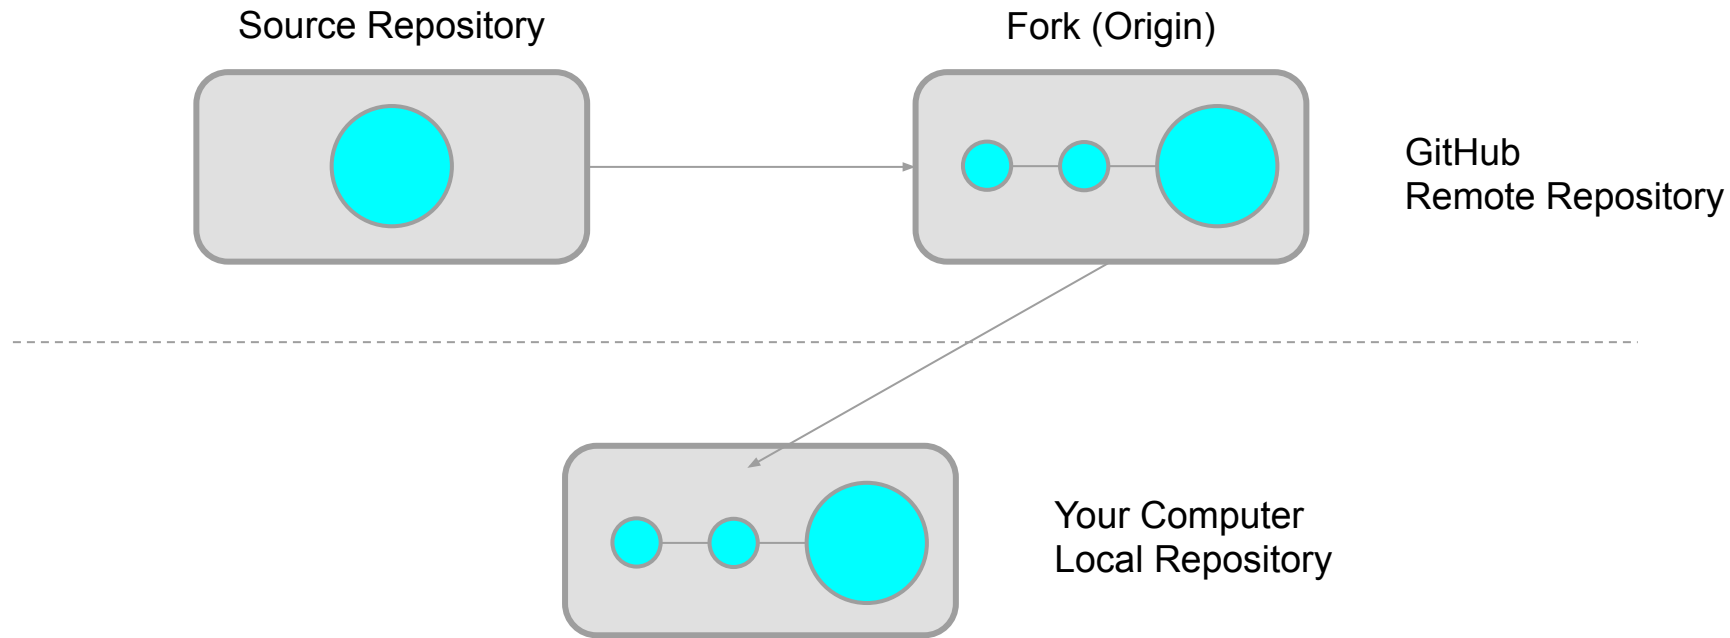 Source Repository
Fork (Origin)
GitHub
Remote Repository
Your Computer
Local Repository